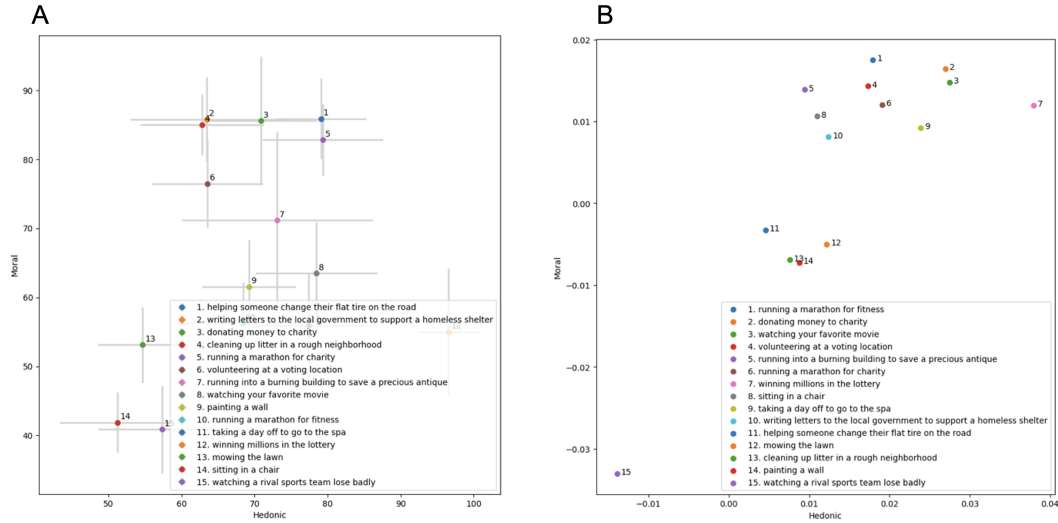 A
B
90
80
70
60
50
40
Moral
50
60
70
80
90
100
Hedonic
1
2
3
4
5
6
7
8
9
12
13
14
1. helping someone change their flat tire on the road
2. writing letters to the local government to support a homeless shelter
3. donating money to charity
4. cleaning up litter in a rough neighborhood
5. running a marathon for charity
6. volunteering at a voting location
7. running into a burning building to save a precious antique
8. watching your favorite movie
9. painting a wall
10. running a marathon for fitness
11. taking a day off to go to the spa
12. winning millions in the lottery
13. mowing the lawn
14. sitting in a chair
15. watching a rival sports team lose badly
0.02
0.01
0.00
−0.01
−0.02
−0.03
Moral
−0.01
0.00
0.01
0.02
0.03
0.04
Hedonic
1
2
3
4
5
6
7
8
9
10
11
12
13
14
15
1. running a marathon for fitness
2. donating money to charity
3. watching your favorite movie
4. volunteering at a voting location
5. running into a burning building to save a precious antique
6. running a marathon for charity
7. winning millions in the lottery
8. sitting in a chair
9. taking a day off to go to the spa
10. writing letters to the local government to support a homeless shelter
11. helping someone change their flat tire on the road
12. mowing the lawn
13. cleaning up litter in a rough neighborhood
14. painting a wall
15. watching a rival sports team lose badly